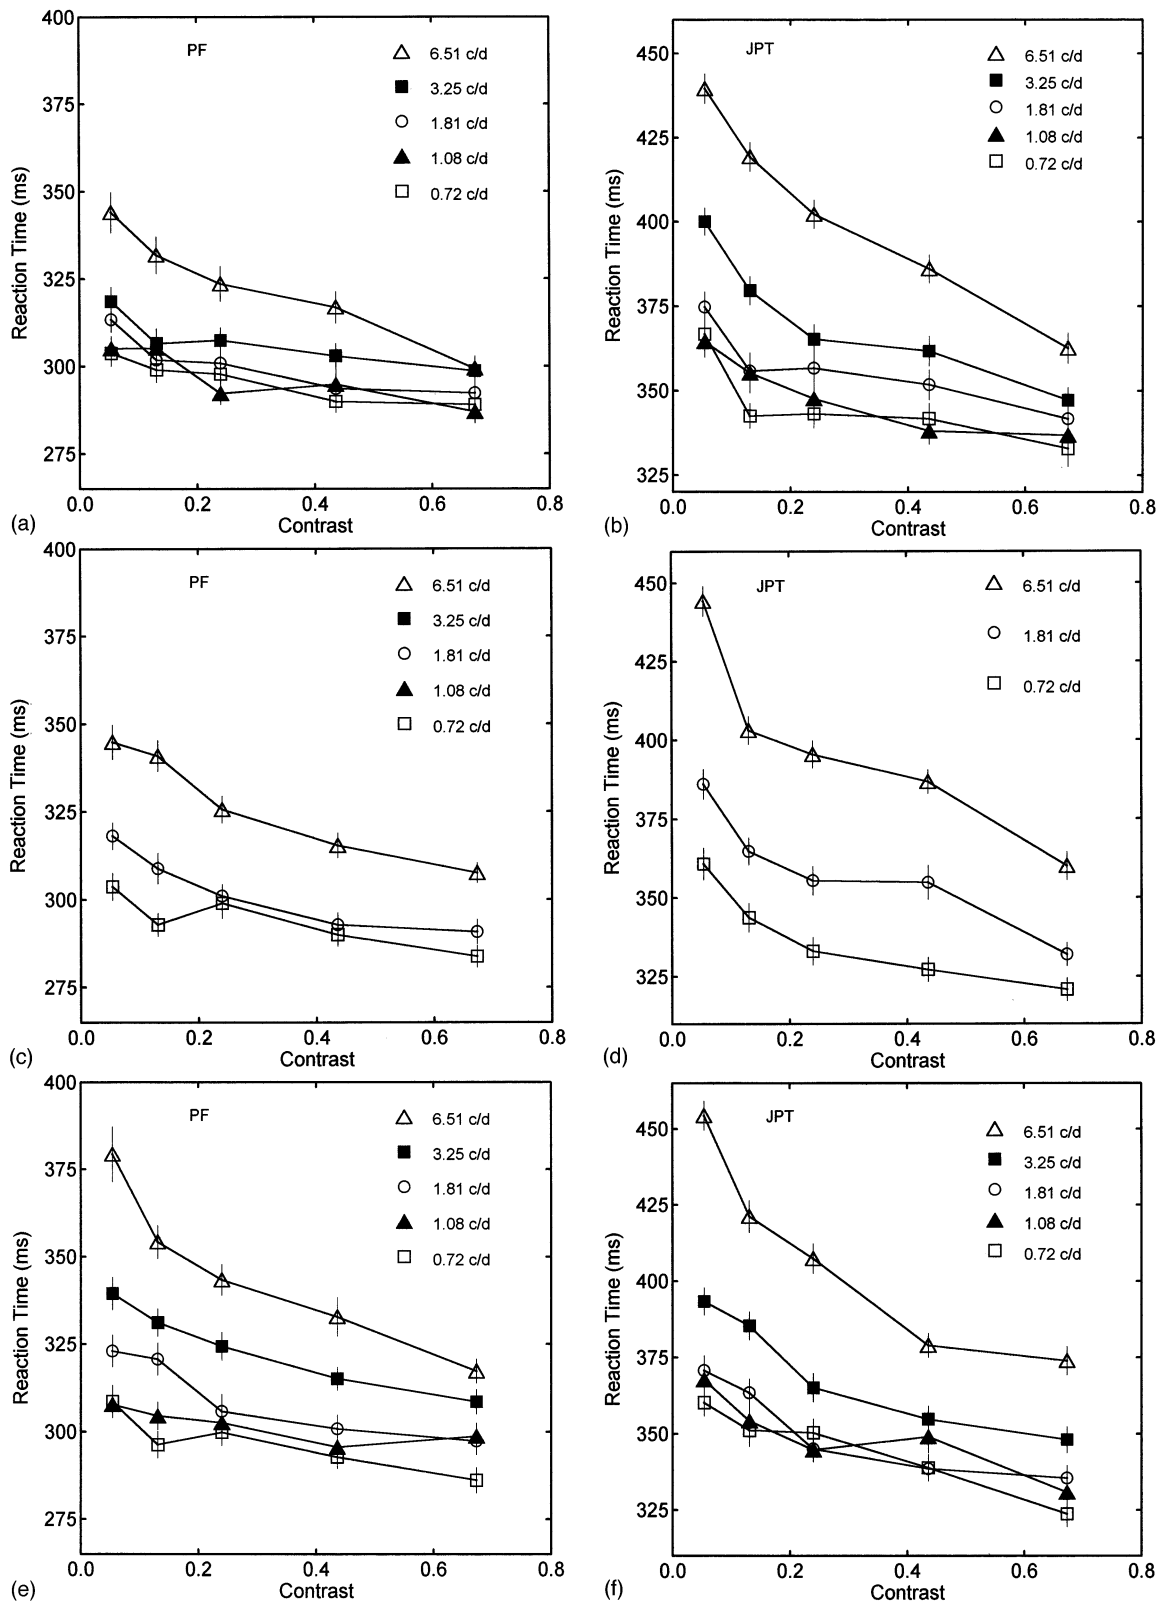 400
375
350
325
300
275
Reaction Time (ms)
PF
6.51 c/d
3.25 c/d
1.81 c/d
1.08 c/d
0.72 c/d
0.0 0.2 0.4 0.6 0.8
Contrast
(a)
450
425
400
375
350
325
Reaction Time (ms)
JPT
6.51 c/d
3.25 c/d
1.81 c/d
1.08 c/d
0.72 c/d
0.0 0.2 0.4 0.6 0.8
Contrast
(b)
400
375
350
325
300
275
Reaction Time (ms)
PF
6.51 c/d
3.25 c/d
1.81 c/d
1.08 c/d
0.72 c/d
0.0 0.2 0.4 0.6 0.8
Contrast
(c)
450
425
400
375
350
325
Reaction Time (ms)
JPT
6.51 c/d
1.81 c/d
0.72 c/d
0.0 0.2 0.4 0.6 0.8
Contrast
(d)
400
375
350
325
300
275
Reaction Time (ms)
PF
6.51 c/d
3.25 c/d
1.81 c/d
1.08 c/d
0.72 c/d
0.0 0.2 0.4 0.6 0.8
Contrast
(e)
450
425
400
375
350
325
Reaction Time (ms)
JPT
6.51 c/d
3.25 c/d
1.81 c/d
1.08 c/d
0.72 c/d
0.0 0.2 0.4 0.6 0.8
Contrast
(f)